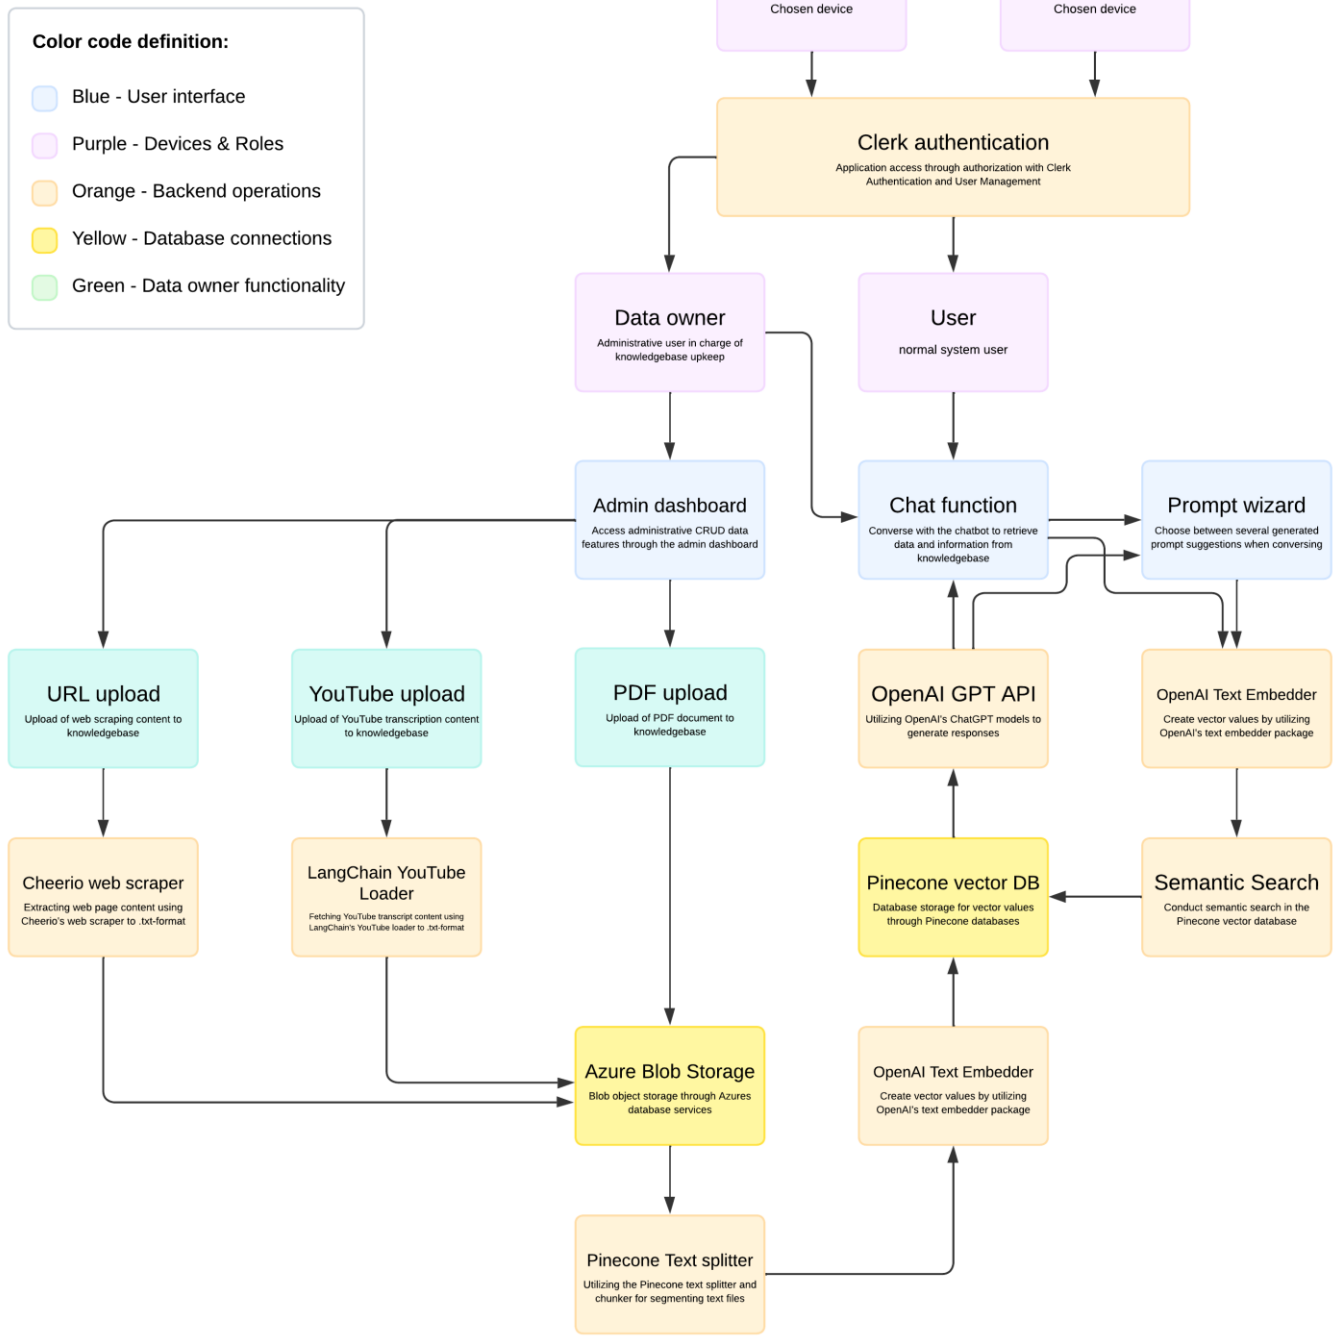 Chosen device
Chosen device
Color code definition:
Blue - User interface
Purple - Devices & Roles
Orange - Backend operations
Yellow - Database connections
Green - Data owner functionality
Clerk authentication
Application access through authorization with Clerk
Authentication and User Management
Data owner
Administrative user in charge of
knowledgebase upkeep
User
normal system user
Admin dashboard
Access administrative CRUD data
features through the admin dashboard
Chat function
Converse with the chatbot to retrieve
data and information from
knowledgebase
Prompt wizard
Choose between several generated
prompt suggestions when conversing
URL upload
Upload of web scraping content to
knowledgebase
YouTube upload
Upload of YouTube transcription content
to knowledgebase
PDF upload
Upload of PDF document to
knowledgebase
OpenAI GPT API
Utilizing OpenAI's ChatGPT models to
generate responses
OpenAI Text Embedder
Create vector values by utilizing
OpenAI's text embedder package
Cheerio web scraper
Extracting web page content using
Cheerio's web scraper to .txt-format
LangChain YouTube
Loader
Fetching YouTube transcript content using
LangChain's YouTube loader to .txt-format
Pinecone vector DB
Database storage for vector values
through Pinecone databases
Semantic Search
Conduct semantic search in the
Pinecone vector database
Azure Blob Storage
Blob object storage through Azures
database services
OpenAI Text Embedder
Create vector values by utilizing
OpenAI's text embedder package
Pinecone Text splitter
Utilizing the Pinecone text splitter and
chunker for segmenting text files